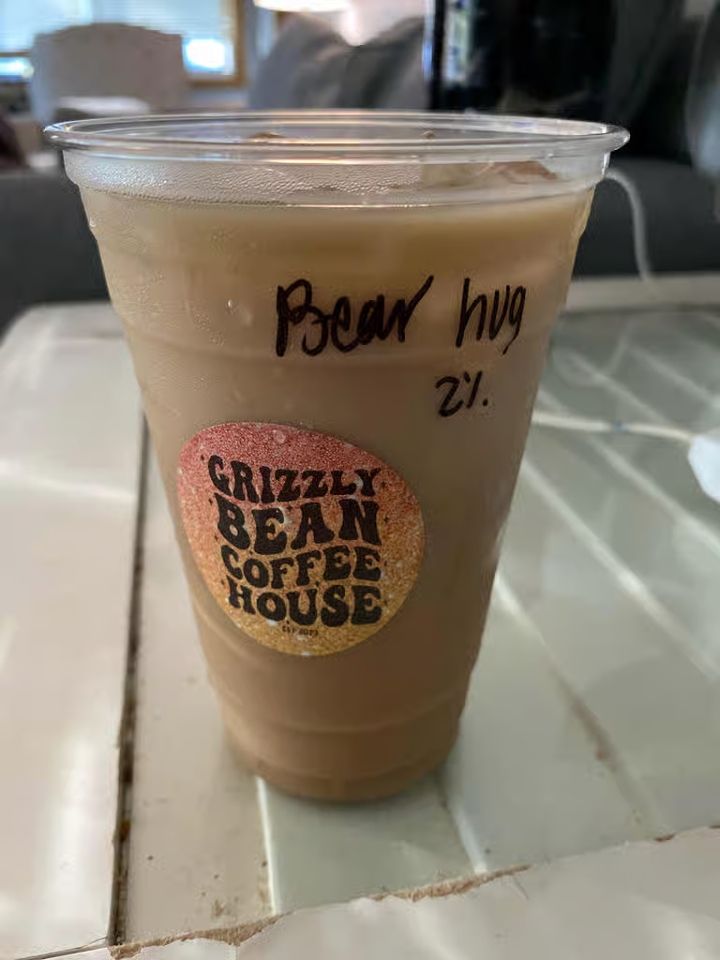 Bear hug
2%.
GRIZZLY
BEAN
COFFEE
HOUSE